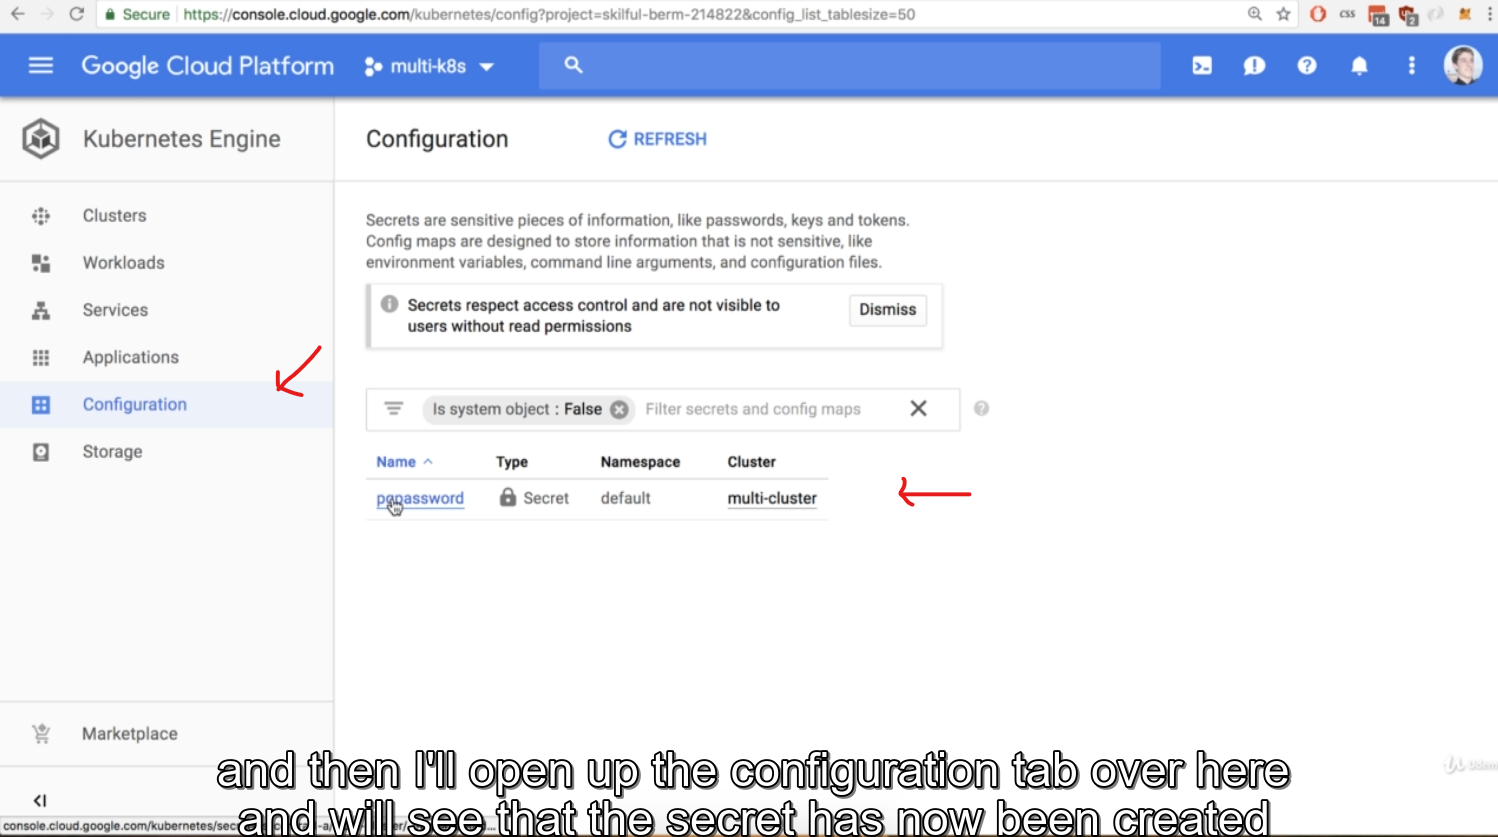 Secure https://console.cloud.google.com/kubernetes/config?project=skilful-berm-214822&config_list_tablesize=50
css
14
2
Google Cloud Platform
multi-k8s
Kubernetes Engine
Configuration
REFRESH
Clusters
Workloads
Services
Applications
Configuration
Storage
Marketplace
Secrets are sensitive pieces of information, like passwords, keys and tokens.
Config maps are designed to store information that is not sensitive, like
environment variables, command line arguments, and configuration files.
Secrets respect access control and are not visible to
users without read permissions
Dismiss
Is system object : False
Filter secrets and config maps
Name Type Namespace Cluster
pgpassword Secret default multi-cluster
and then I'll open up the configuration tab over here
and will see that the secret has now been created
console.cloud.google.com/kubernetes/sec
Udemy